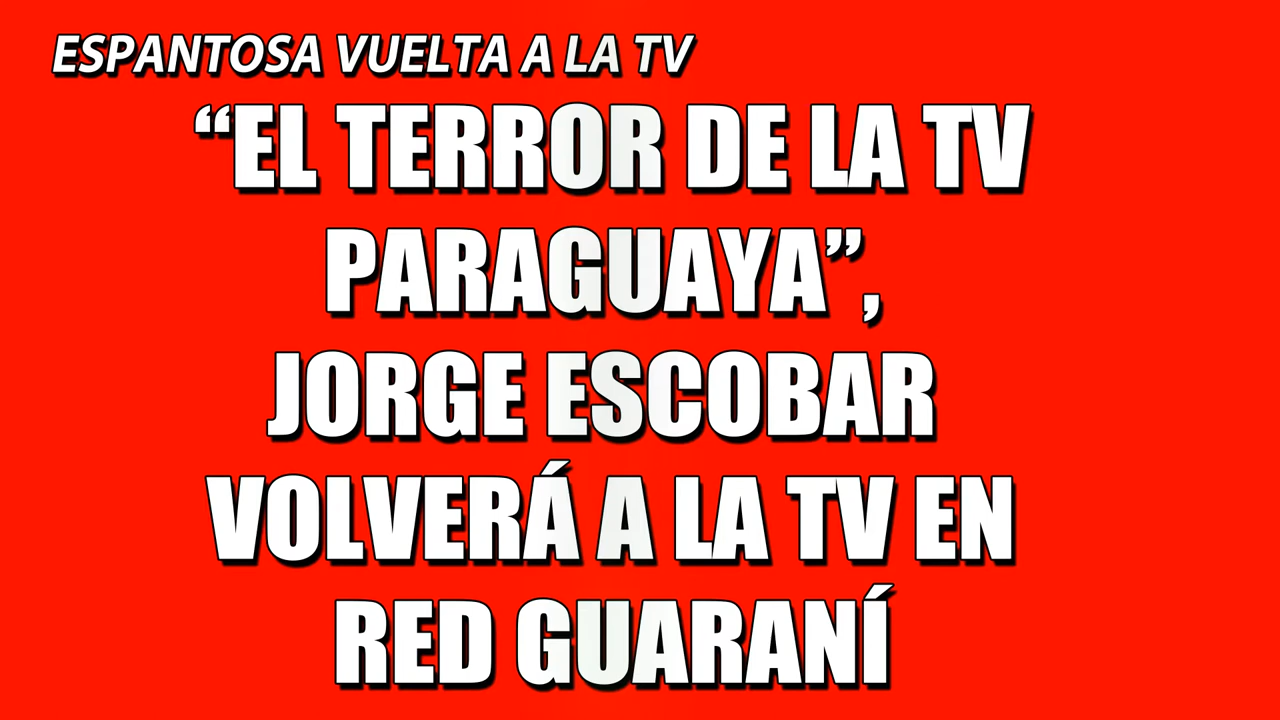 ESPANTOSA VUELTA A LA TV
“EL TERROR DE LA TV
PARAGUAYA”,
JORGE ESCOBAR
VOLVERÁ A LA TV EN
RED GUARANÍ